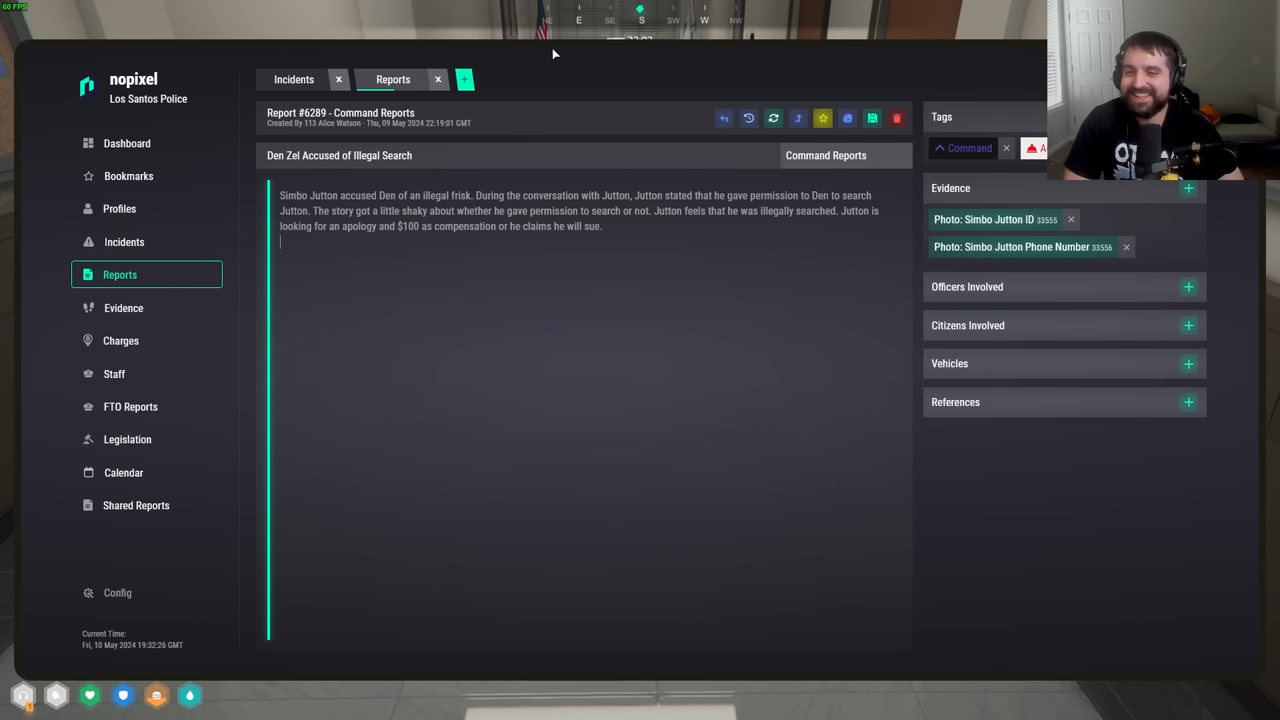 60 FPS
NE E SE S SW W NW
nopixel
Los Santos Police
Dashboard
Bookmarks
Profiles
Incidents
Reports
Evidence
Charges
Staff
FTO Reports
Legislation
Calendar
Shared Reports
Config
Current Time:
Fri, 10 May 2024 19:32:26 GMT
1
Incidents x Reports x +
Report #6289 - Command Reports
Created By 113 Alice Watson - Thu, 09 May 2024 22:19:01 GMT
Den Zel Accused of Illegal Search Command Reports
Simbo Jutton accused Den of an illegal frisk. During the conversation with Jutton, Jutton stated that he gave permission to Den to search
Jutton. The story got a little shaky about whether he gave permission to search or not. Jutton feels that he was illegally searched. Jutton is
looking for an apology and $100 as compensation or he claims he will sue.
Tags
Command x A
Evidence +
Photo: Simbo Jutton ID 33555 x
Photo: Simbo Jutton Phone Number 33556 x
Officers Involved +
Citizens Involved +
Vehicles +
References +